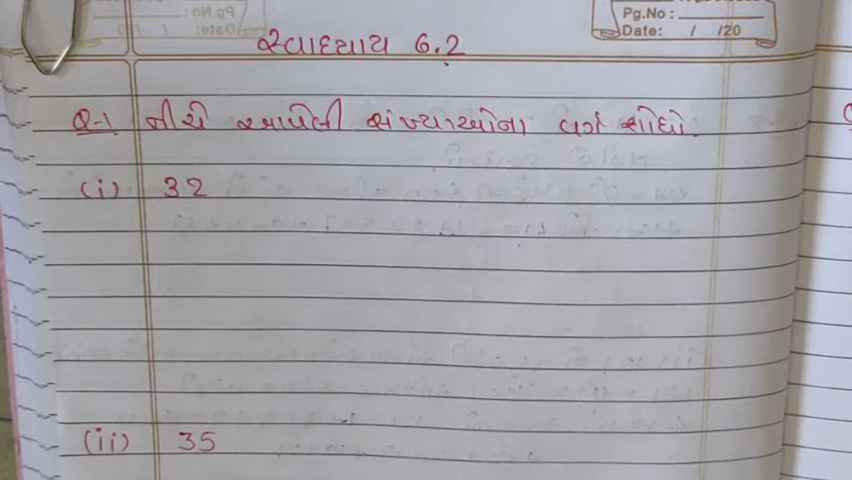 Pg.No :
Date: / /20
સ્વાધ્યાય 6.2
Q-1 નીચે આપેલી સંખ્યાઓના વર્ગ શોધો.
(i) 32
(ii) 35